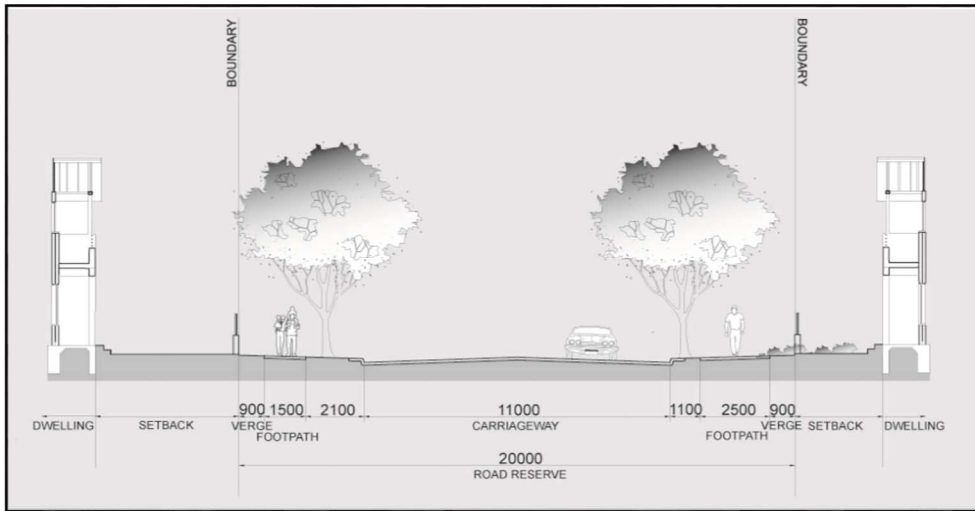 BOUNDARY
BOUNDARY
900 1500 2100 11000 1100 2500 900
DWELLING SETBACK VERGE CARRIAGEWAY VERGE SETBACK DWELLING
FOOTPATH FOOTPATH
20000
ROAD RESERVE